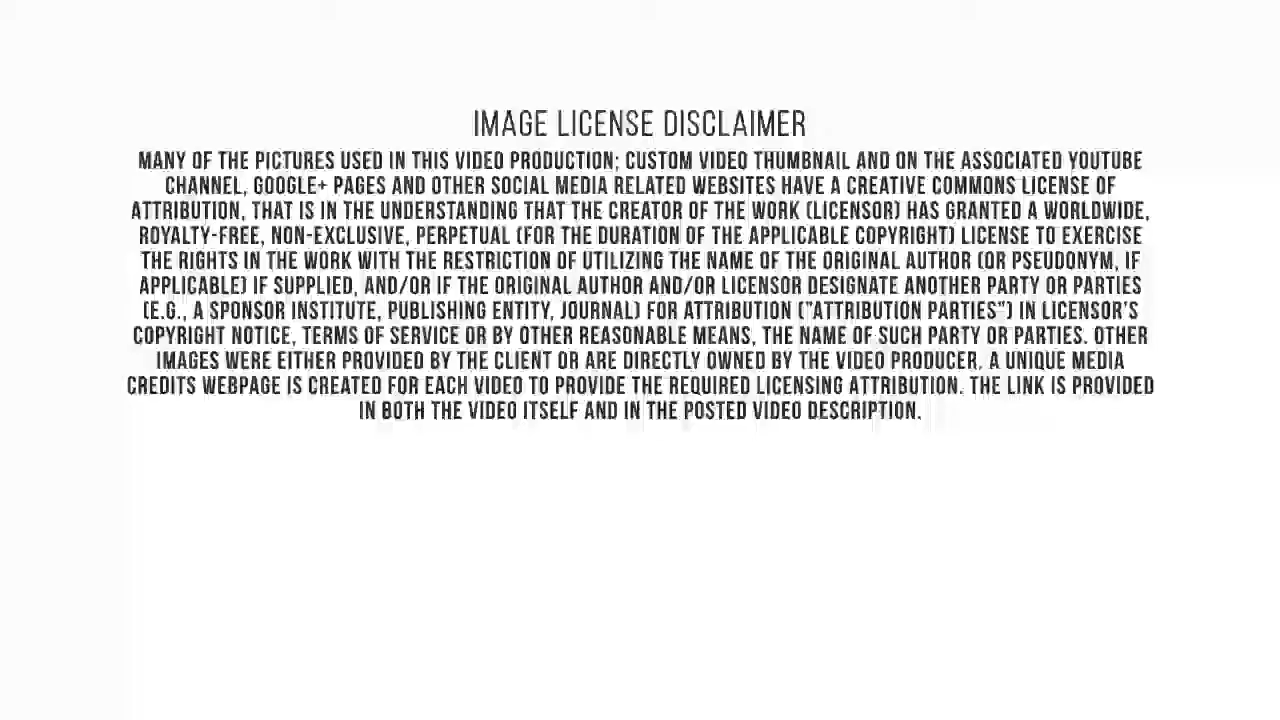 IMAGE LICENSE DISCLAIMER
MANY OF THE PICTURES USED IN THIS VIDEO PRODUCTION; CUSTOM VIDEO THUMBNAIL AND ON THE ASSOCIATED YOUTUBE
CHANNEL, GOOGLE+ PAGES AND OTHER SOCIAL MEDIA RELATED WEBSITES HAVE A CREATIVE COMMONS LICENSE OF
ATTRIBUTION, THAT IS IN THE UNDERSTANDING THAT THE CREATOR OF THE WORK (LICENSOR) HAS GRANTED A WORLDWIDE,
ROYALTY-FREE, NON-EXCLUSIVE, PERPETUAL (FOR THE DURATION OF THE APPLICABLE COPYRIGHT) LICENSE TO EXERCISE
THE RIGHTS IN THE WORK WITH THE RESTRICTION OF UTILIZING THE NAME OF THE ORIGINAL AUTHOR (OR PSEUDONYM, IF
APPLICABLE) IF SUPPLIED, AND/OR IF THE ORIGINAL AUTHOR AND/OR LICENSOR DESIGNATE ANOTHER PARTY OR PARTIES
(E.G., A SPONSOR INSTITUTE, PUBLISHING ENTITY, JOURNAL) FOR ATTRIBUTION ("ATTRIBUTION PARTIES") IN LICENSOR'S
COPYRIGHT NOTICE, TERMS OF SERVICE OR BY OTHER REASONABLE MEANS, THE NAME OF SUCH PARTY OR PARTIES. OTHER
IMAGES WERE EITHER PROVIDED BY THE CLIENT OR ARE DIRECTLY OWNED BY THE VIDEO PRODUCER. A UNIQUE MEDIA
CREDITS WEBPAGE IS CREATED FOR EACH VIDEO TO PROVIDE THE REQUIRED LICENSING ATTRIBUTION. THE LINK IS PROVIDED
IN BOTH THE VIDEO ITSELF AND IN THE POSTED VIDEO DESCRIPTION.